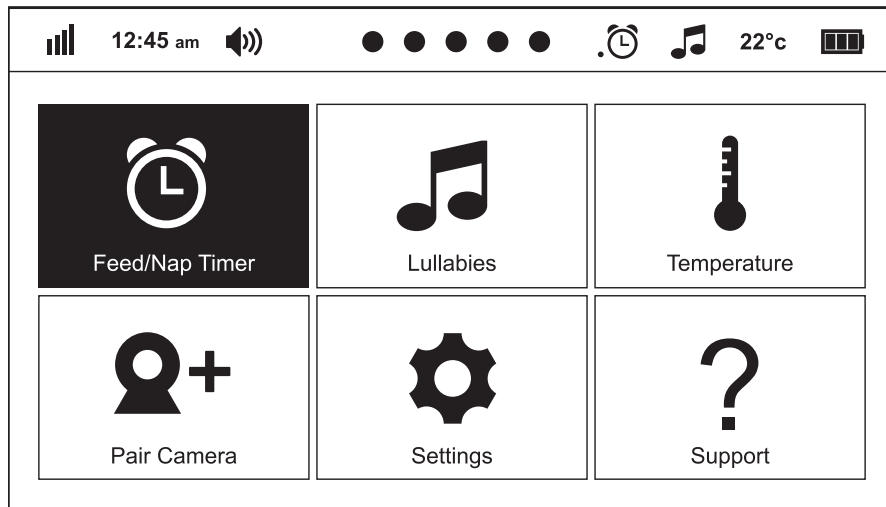 12:45 am 22°c
Feed/Nap Timer Lullabies Temperature
Pair Camera Settings Support